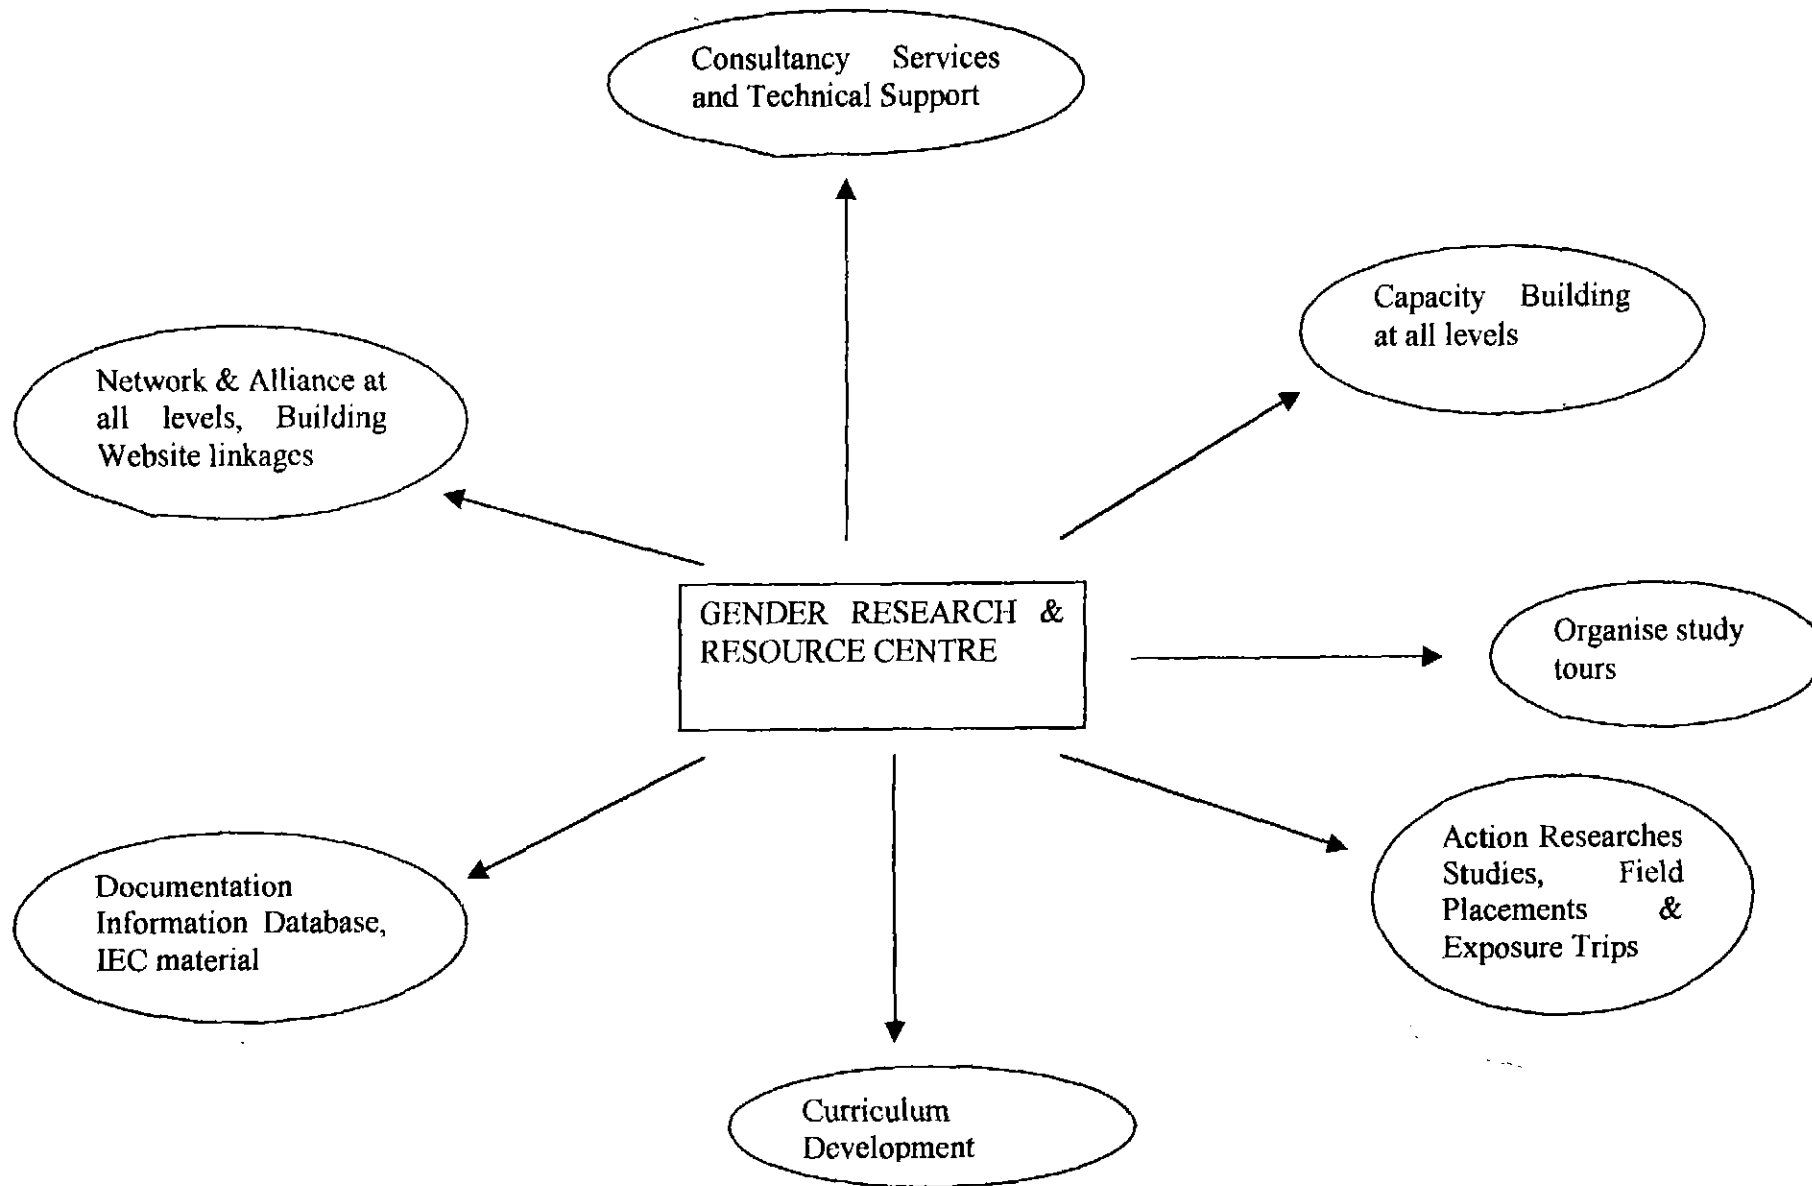 Consultancy Services
and Technical Support
Capacity Building
at all levels
Network & Alliance at
all levels, Building
Website linkages
GENDER RESEARCH &
RESOURCE CENTRE
Organise study
tours
Action Researches
Studies, Field
Placements &
Exposure Trips
Documentation
Information Database,
IEC material
Curriculum
Development